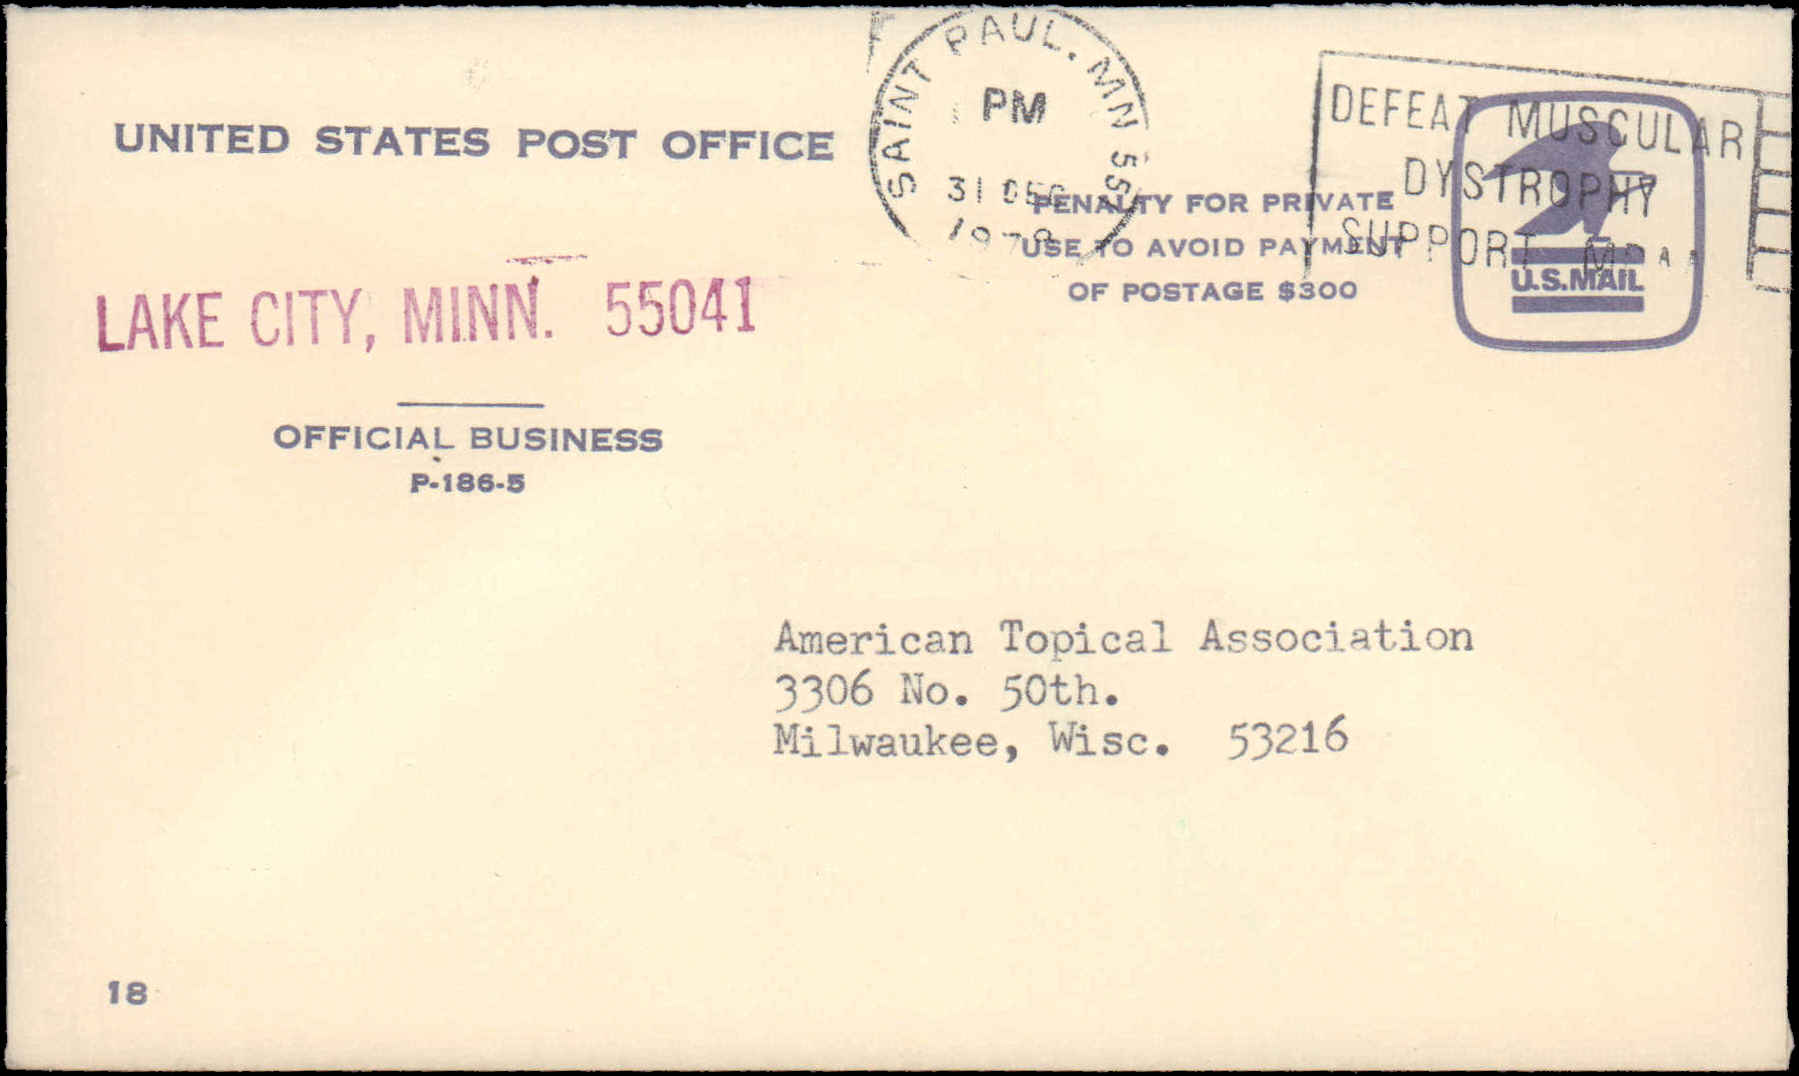 UNITED STATES POST OFFICE
LAKE CITY, MINN. 55041
OFFICIAL BUSINESS
P-186-5
SAINT PAUL, MN 551
PM
31 DEC
PENALTY FOR PRIVATE
USE TO AVOID PAYMENT
OF POSTAGE $300
DEFEAT MUSCULAR
DYSTROPHY
SUPPORT
U.S.MAIL
American Topical Association
3306 No. 50th.
Milwaukee, Wisc. 53216
18